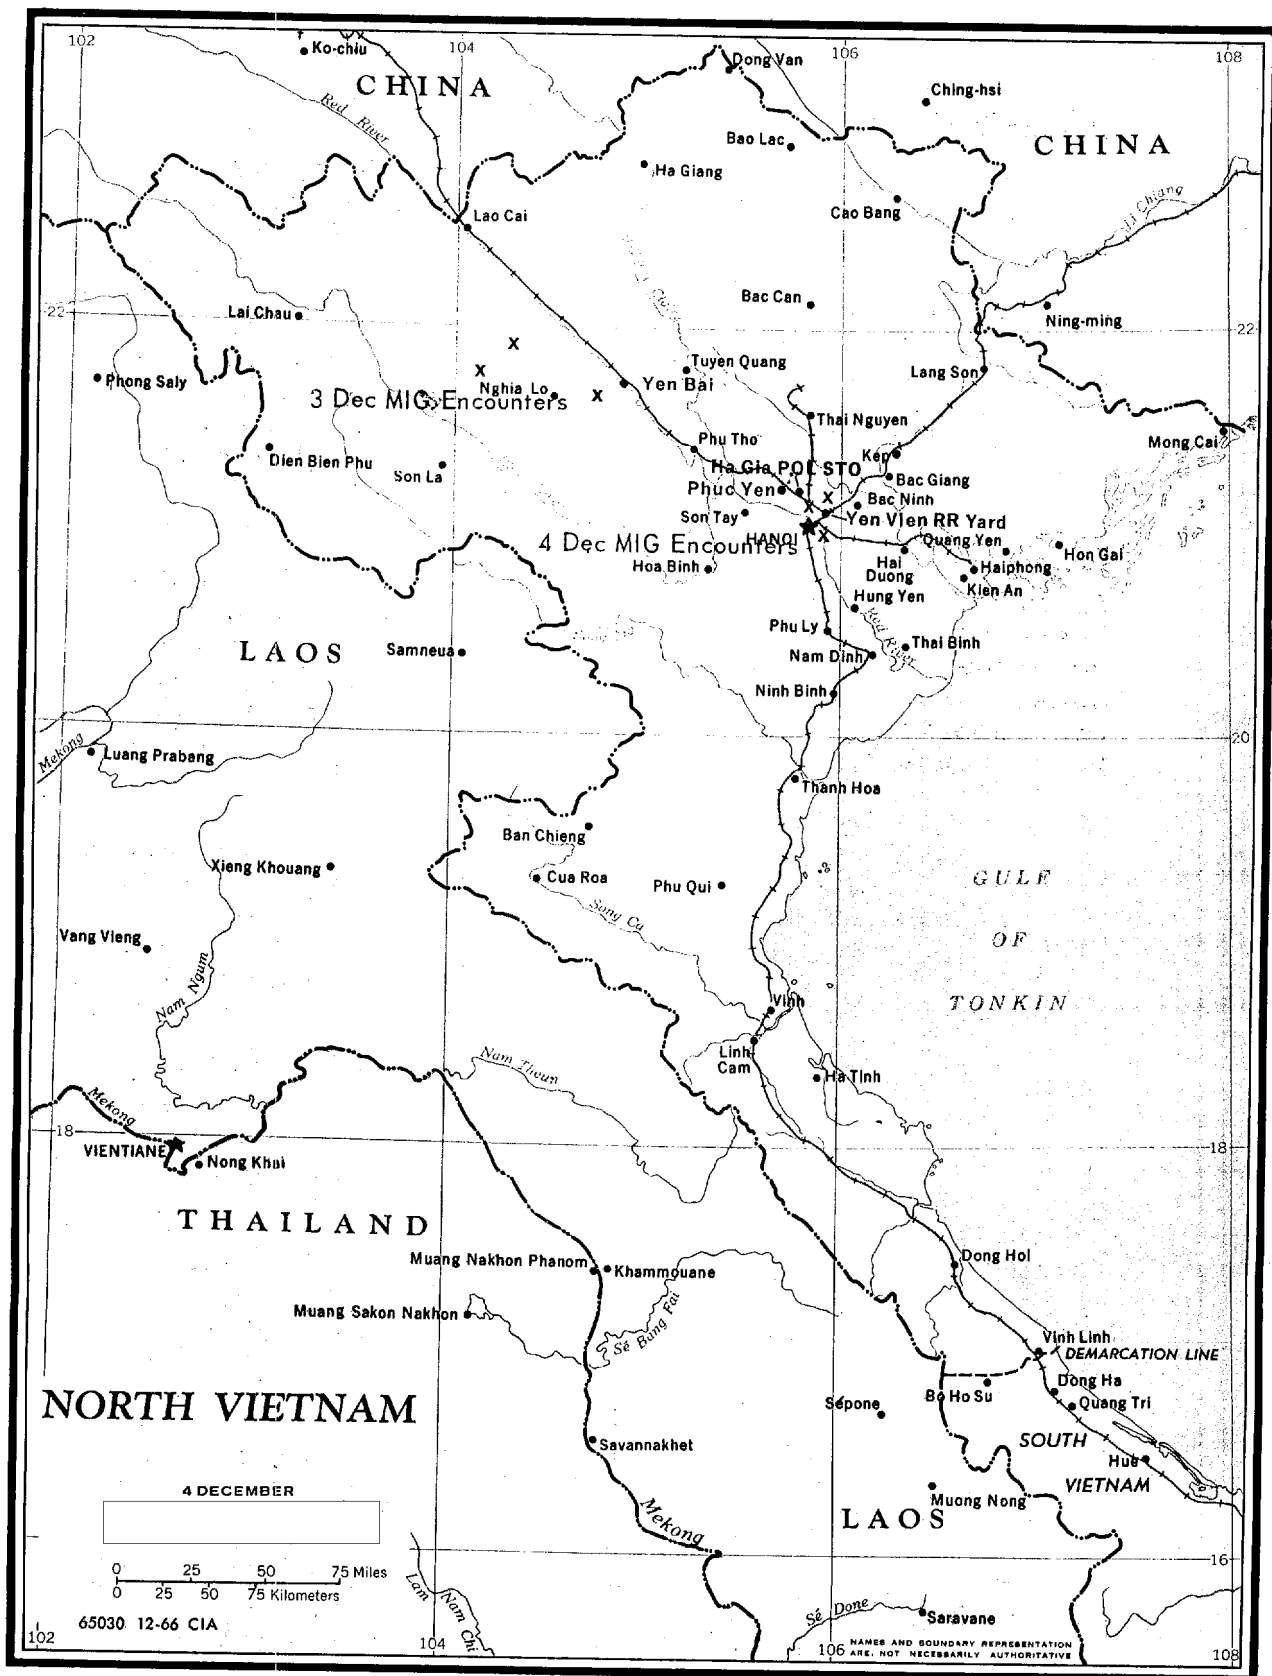 102
104
106
108
Ko-chiu
CHINA
Dong Van
Ching-hsi
Red River
Bao Lac
CHINA
Ha Giang
Lao Cai
Cao Bang
Li Chiang
Bac Can
22
Lai Chau
Ning-ming
22
Tuyen Quang
Phong Saly
Nghia Lo
Yen Bai
Lang Son
3 Dec MIG Encounters
Thai Nguyen
Mong Cai
Phu Tho
Kep
Dien Bien Phu
Son La
Ha Gia POL STO
Bac Giang
Phuc Yen
Bac Ninh
Son Tay
Yen Vien RR Yard
HANOI
Quang Yen
4 Dec MIG Encounters
Hon Gai
Hoa Binh
Hai
Duong
Haiphong
Kien An
Hung Yen
Red River
Phu Ly
Thai Binh
LAOS
Samneua
Nam Dinh
Ninh Binh
Mekong
Luang Prabang
20
Thanh Hoa
Ban Chieng
Xieng Khouang
Cua Roa
Phu Qui
GULF
OF
TONKIN
Song Ca
Vang Vieng
Nam Ngum
Vinh
Linh
Cam
Nam Theun
Ha Tinh
Mekong
18
VIENTIANE
Nong Khai
18
THAILAND
Muang Nakhon Phanom
Khammouane
Dong Hoi
Muang Sakon Nakhon
Sé Bang Fai
Vinh Linh
DEMARCATION LINE
NORTH VIETNAM
Sépone
Bo Ho Su
Dong Ha
Quang Tri
Savannakhet
SOUTH
VIETNAM
Hue
4 DECEMBER
Muong Nong
LAOS
Mekong
16
0 25 50 75 Miles
0 25 50 75 Kilometers
Lam Nam Chi
Sé Done
Saravane
65030 12-66 CIA
102
104
106
NAMES AND BOUNDARY REPRESENTATION
ARE NOT NECESSARILY AUTHORITATIVE
108